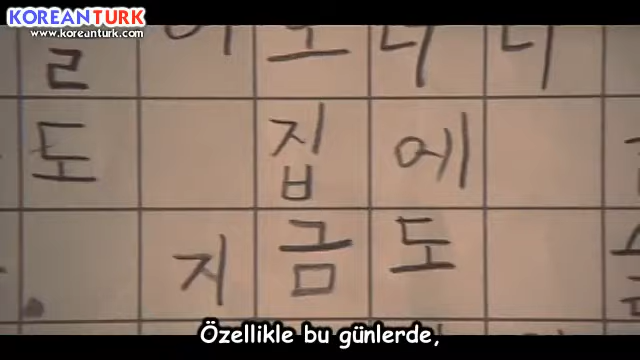 KOREANTURK
www.koreanturk.com
도 집에
. 지금도
Özellikle bu günlerde,